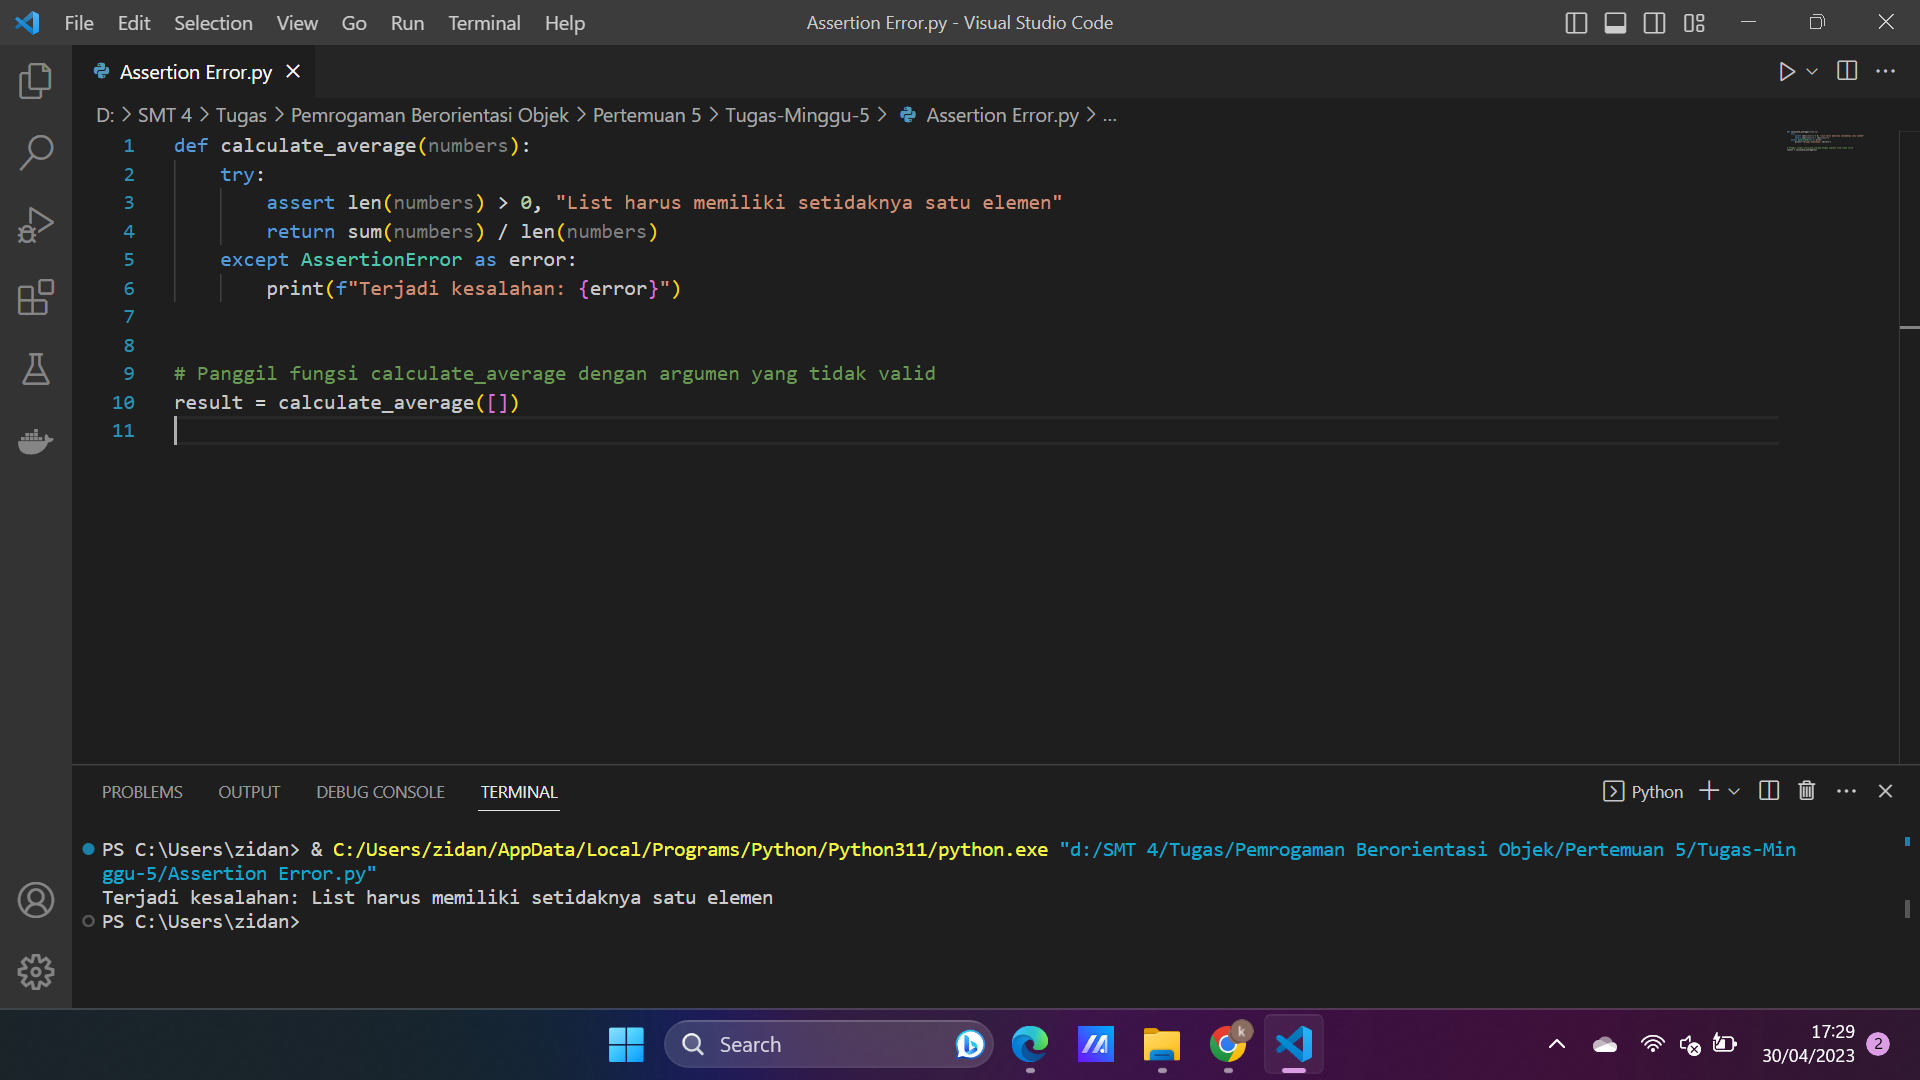 File Edit Selection View Go Run Terminal Help
Assertion Error.py - Visual Studio Code
Assertion Error.py
D: > SMT 4 > Tugas > Pemrogaman Berorientasi Objek > Pertemuan 5 > Tugas-Minggu-5 > Assertion Error.py > ...
1 def calculate_average(numbers):
2 try:
3 assert len(numbers) > 0, "List harus memiliki setidaknya satu elemen"
4 return sum(numbers) / len(numbers)
5 except AssertionError as error:
6 print(f"Terjadi kesalahan: {error}")
7
8
9 # Panggil fungsi calculate_average dengan argumen yang tidak valid
10 result = calculate_average([])
11
PROBLEMS OUTPUT DEBUG CONSOLE TERMINAL
Python
PS C:\Users\zidan> & C:/Users/zidan/AppData/Local/Programs/Python/Python311/python.exe "d:/SMT 4/Tugas/Pemrogaman Berorientasi Objek/Pertemuan 5/Tugas-Min
ggu-5/Assertion Error.py"
Terjadi kesalahan: List harus memiliki setidaknya satu elemen
PS C:\Users\zidan>
Search
k
17:29
30/04/2023
2